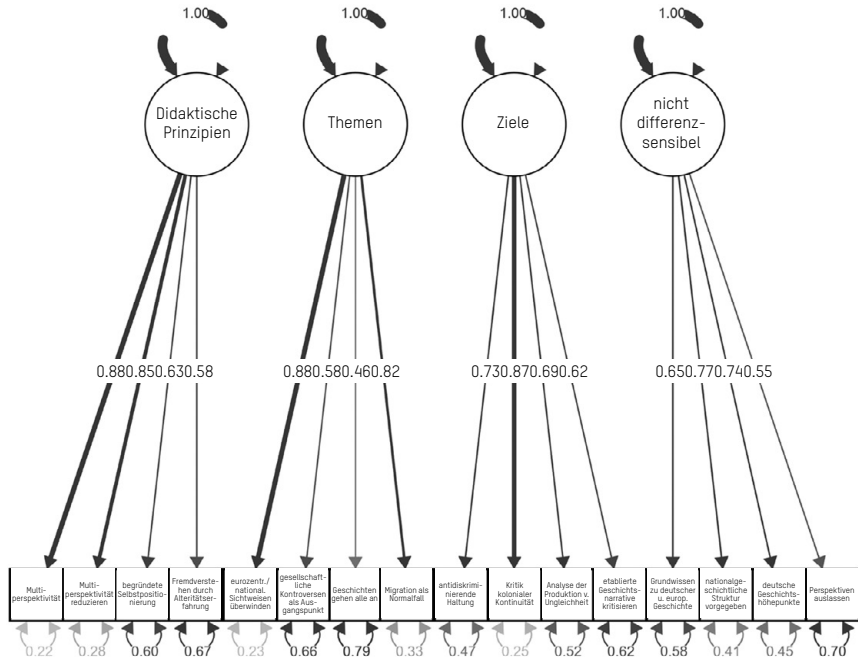 1.00 1.00 1.00 1.00
Didaktische
Prinzipien
Themen
Ziele
nicht
differenz-
sensibel
0.880.850.630.58 0.880.580.460.82 0.730.870.690.62 0.650.770.740.55
Multi-
perspektivität
Multi-
perspektivität
reduzieren
begründete
Selbstpositio-
nierung
Fremdverste-
hen durch
Alteritätser-
fahrung
eurozentr./
national.
Sichtweisen
überwinden
gesellschaft-
liche
Kontroversen
als Aus-
gangspunkt
Geschichten
gehen alle an
Migration als
Normalfall
antidiskrimi-
nierende
Haltung
Kritik
kolonialer
Kontinuität
Analyse der
Produktion v.
Ungleichheit
etablierte
Geschichts-
narrative
kritisieren
Grundwissen
zu deutscher
u. europ.
Geschichte
nationalge-
schichtliche
Struktur
vorgegeben
deutsche
Geschichts-
höhepunkte
Perspektiven
auslassen
0.22 0.28 0.60 0.67 0.23 0.66 0.79 0.33 0.47 0.25 0.52 0.62 0.58 0.41 0.45 0.70